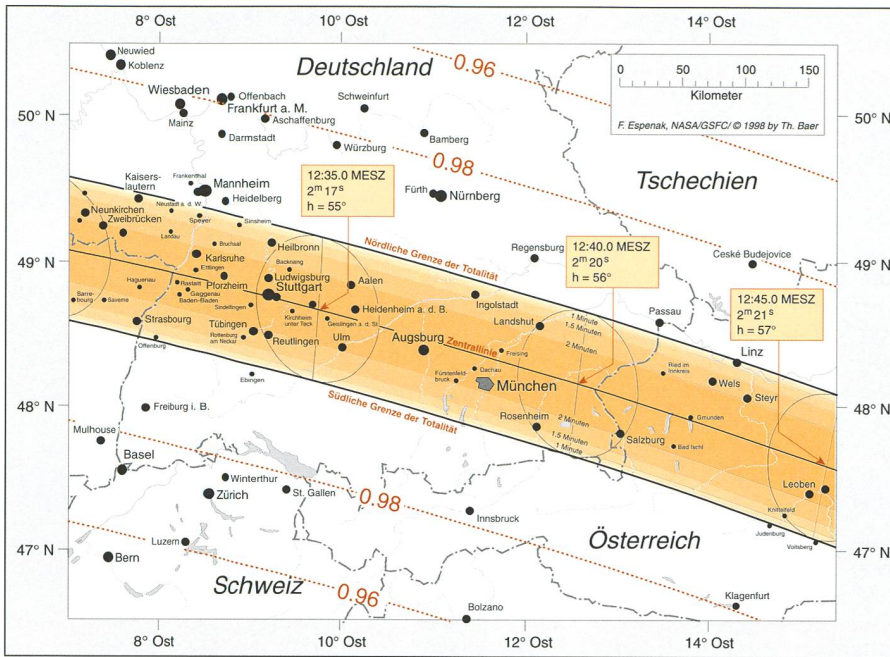 8° Ost
10° Ost
12° Ost
14° Ost
Neuwied
Koblenz
Deutschland
0.96
0 50 100 150
Kilometer
F. Espenak, NASA/GSFC/ © 1998 by Th. Baer
Wiesbaden
Offenbach
Frankfurt a. M.
Schweinfurt
50° N
50° N
Mainz
Aschaffenburg
Darmstadt
Würzburg
Bamberg
0.98
Tschechien
Kaisers-
lautern
Frankenthal
Mannheim
Heidelberg
12:35.0 MESZ
2m 17s
h = 55°
Fürth
Nürnberg
Neunkirchen
Zweibrücken
Neustadt a. d. W.
Speyer
Sinsheim
Landau
Bruchsal
Heilbronn
Nördliche Grenze der Totalität
12:40.0 MESZ
2m 20s
h = 56°
Regensburg
Ceské Budejovice
49° N
49° N
Karlsruhe
Ettlingen
Backnang
Haguenau
Rastatt
Pforzheim
Ludwigsburg
Aalen
Gaggenau
Baden-Baden
Stuttgart
Sarre-
bourg
Saverne
Sindelfingen
Kirchheim
unter Teck
Geislingen a. d. St.
Heidenheim a. d. B.
Ingolstadt
12:45.0 MESZ
2m 21s
h = 57°
Passau
Strasbourg
Tübingen
Rottenburg
am Neckar
Reutlingen
Ulm
Augsburg
Landshut
1 Minute
1.5 Minuten
2 Minuten
Zentrallinie
Freising
Linz
Offenburg
Ebingen
Fürstenfeld-
bruck
Dachau
München
Ried im
Innkreis
Wels
Steyr
48° N
48° N
Freiburg i. B.
Südliche Grenze der Totalität
Rosenheim
2 Minuten
1.5 Minuten
1 Minute
Salzburg
Gmunden
Bad Ischl
Mulhouse
Basel
Winterthur
Zürich
St. Gallen
0.98
Innsbruck
Leoben
Knittelfeld
Judenburg
Voitsberg
47° N
47° N
Luzern
Bern
Schweiz
0.96
Österreich
Bolzano
Klagenfurt
8° Ost
10° Ost
12° Ost
14° Ost